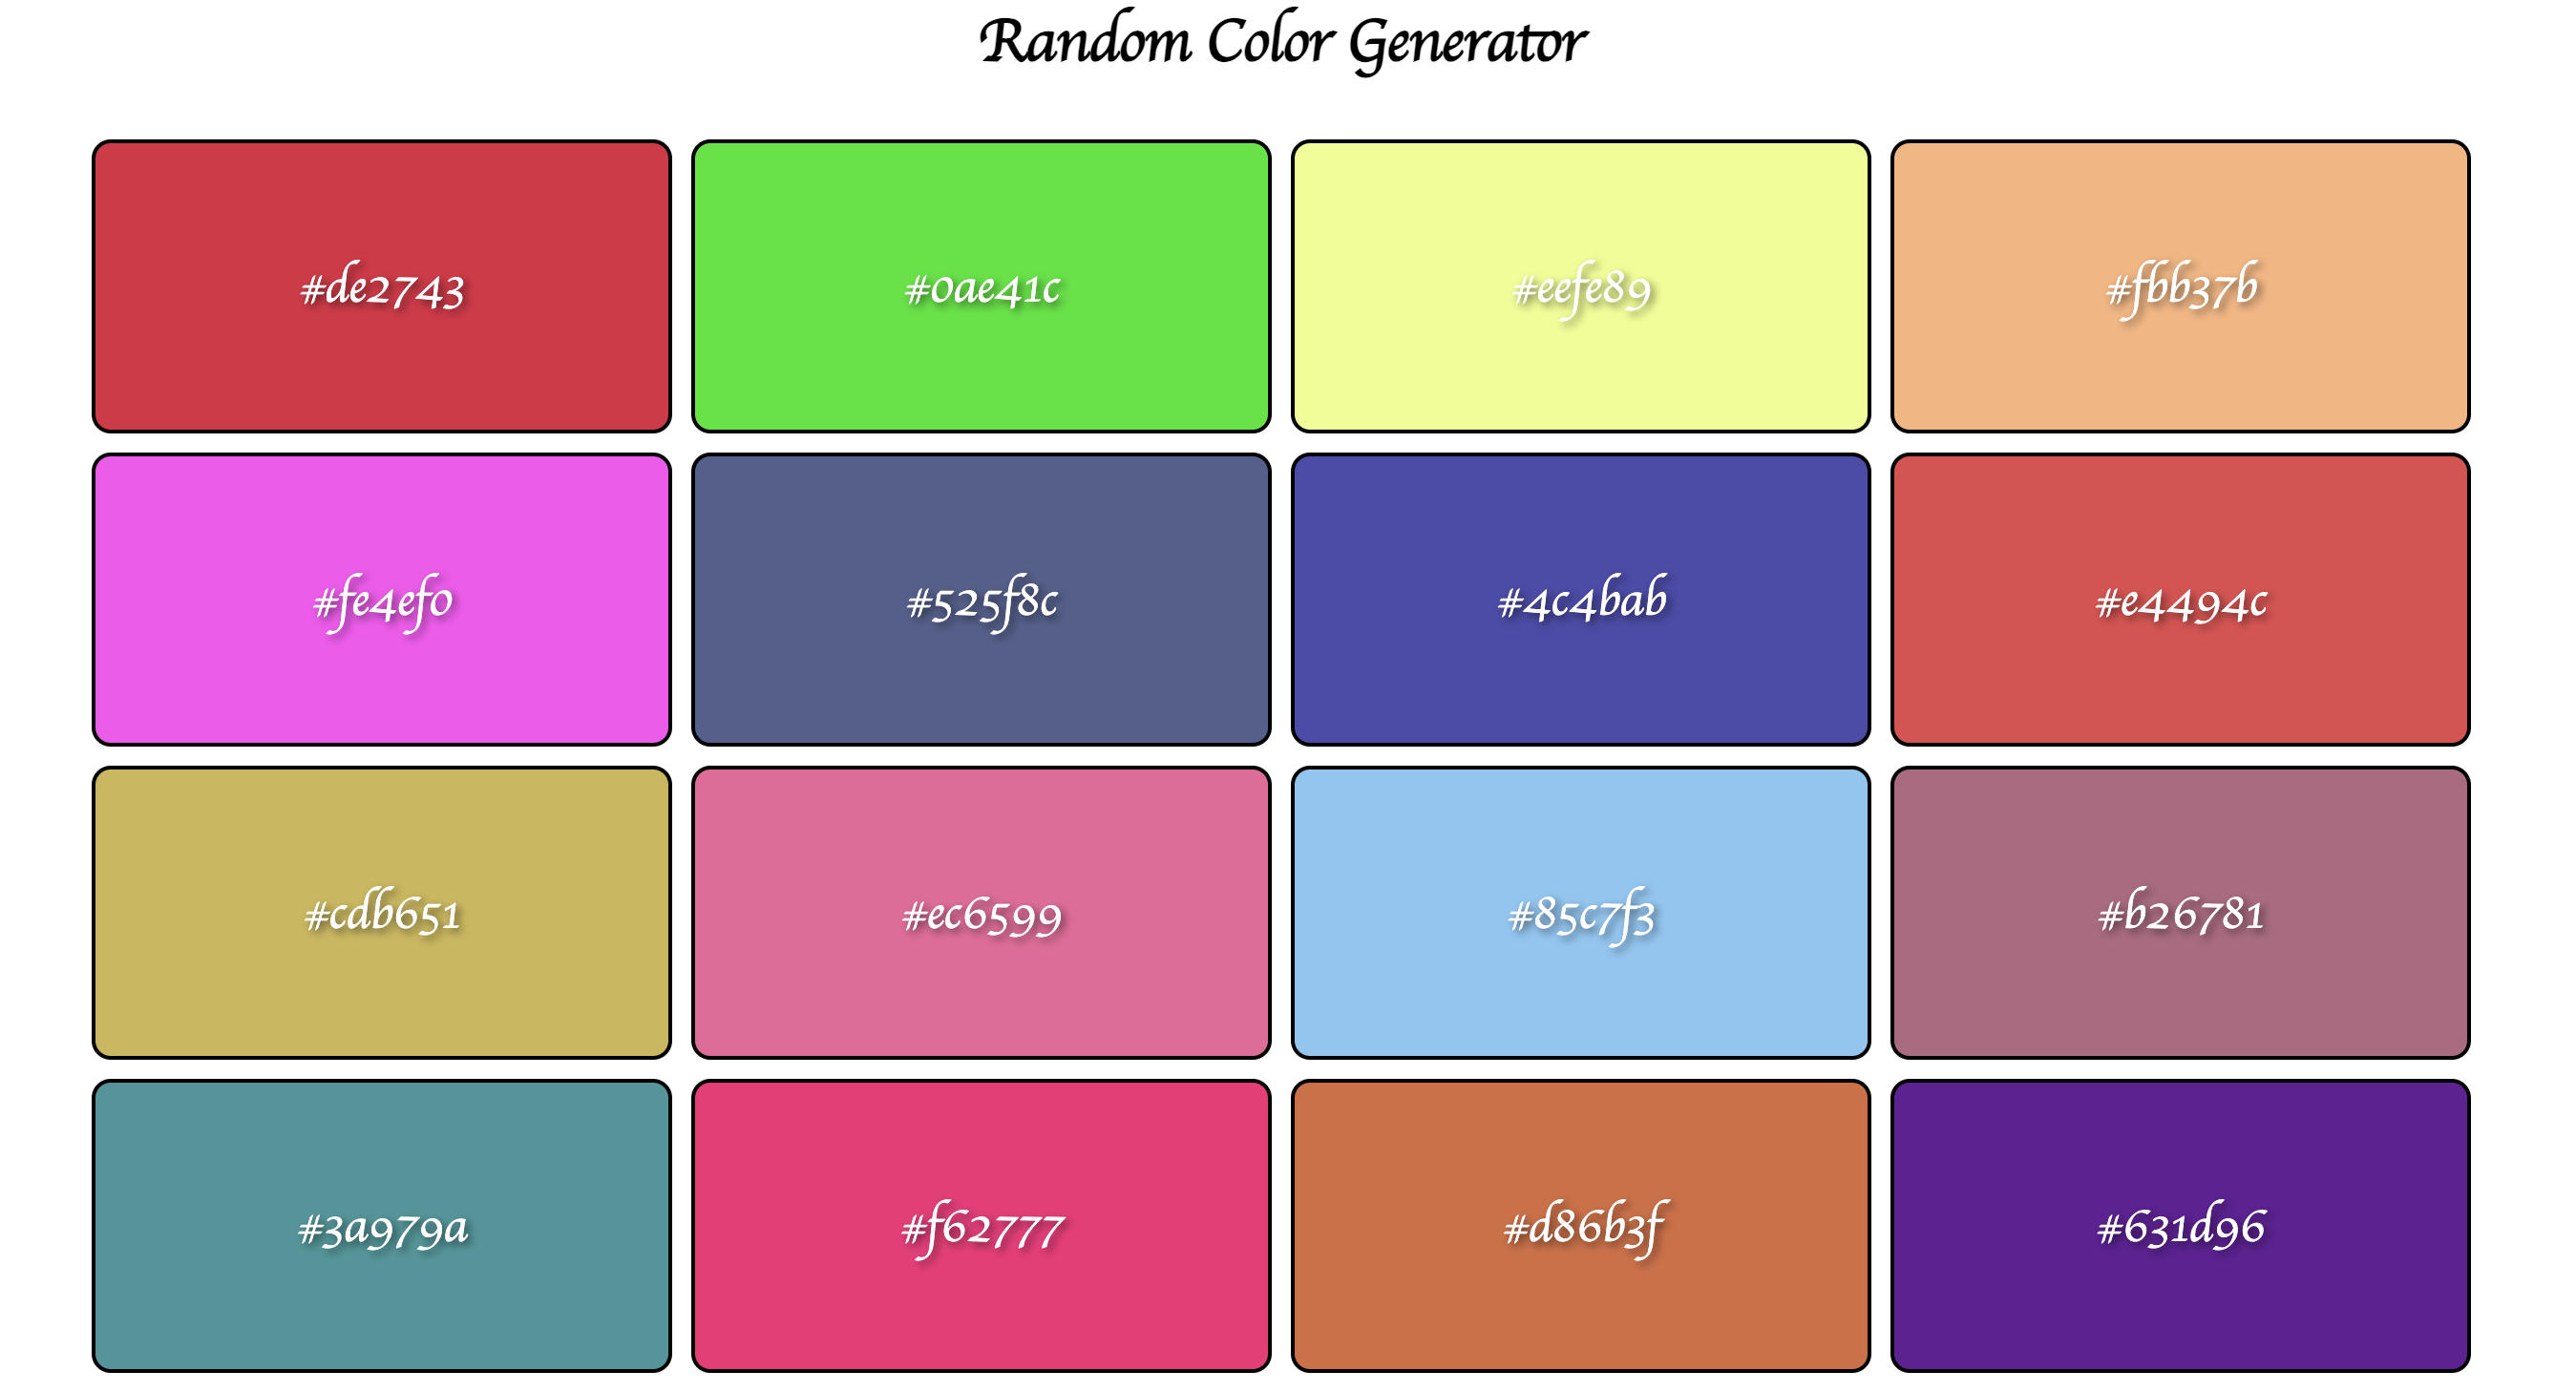 Random Color Generator
#de2743
#0ae41c
#eefe89
#fbb37b
#fe4ef0
#525f8c
#4c4bab
#e4494c
#cdb651
#ec6599
#85c7f3
#b26781
#3a979a
#f62777
#d86b3f
#631d96